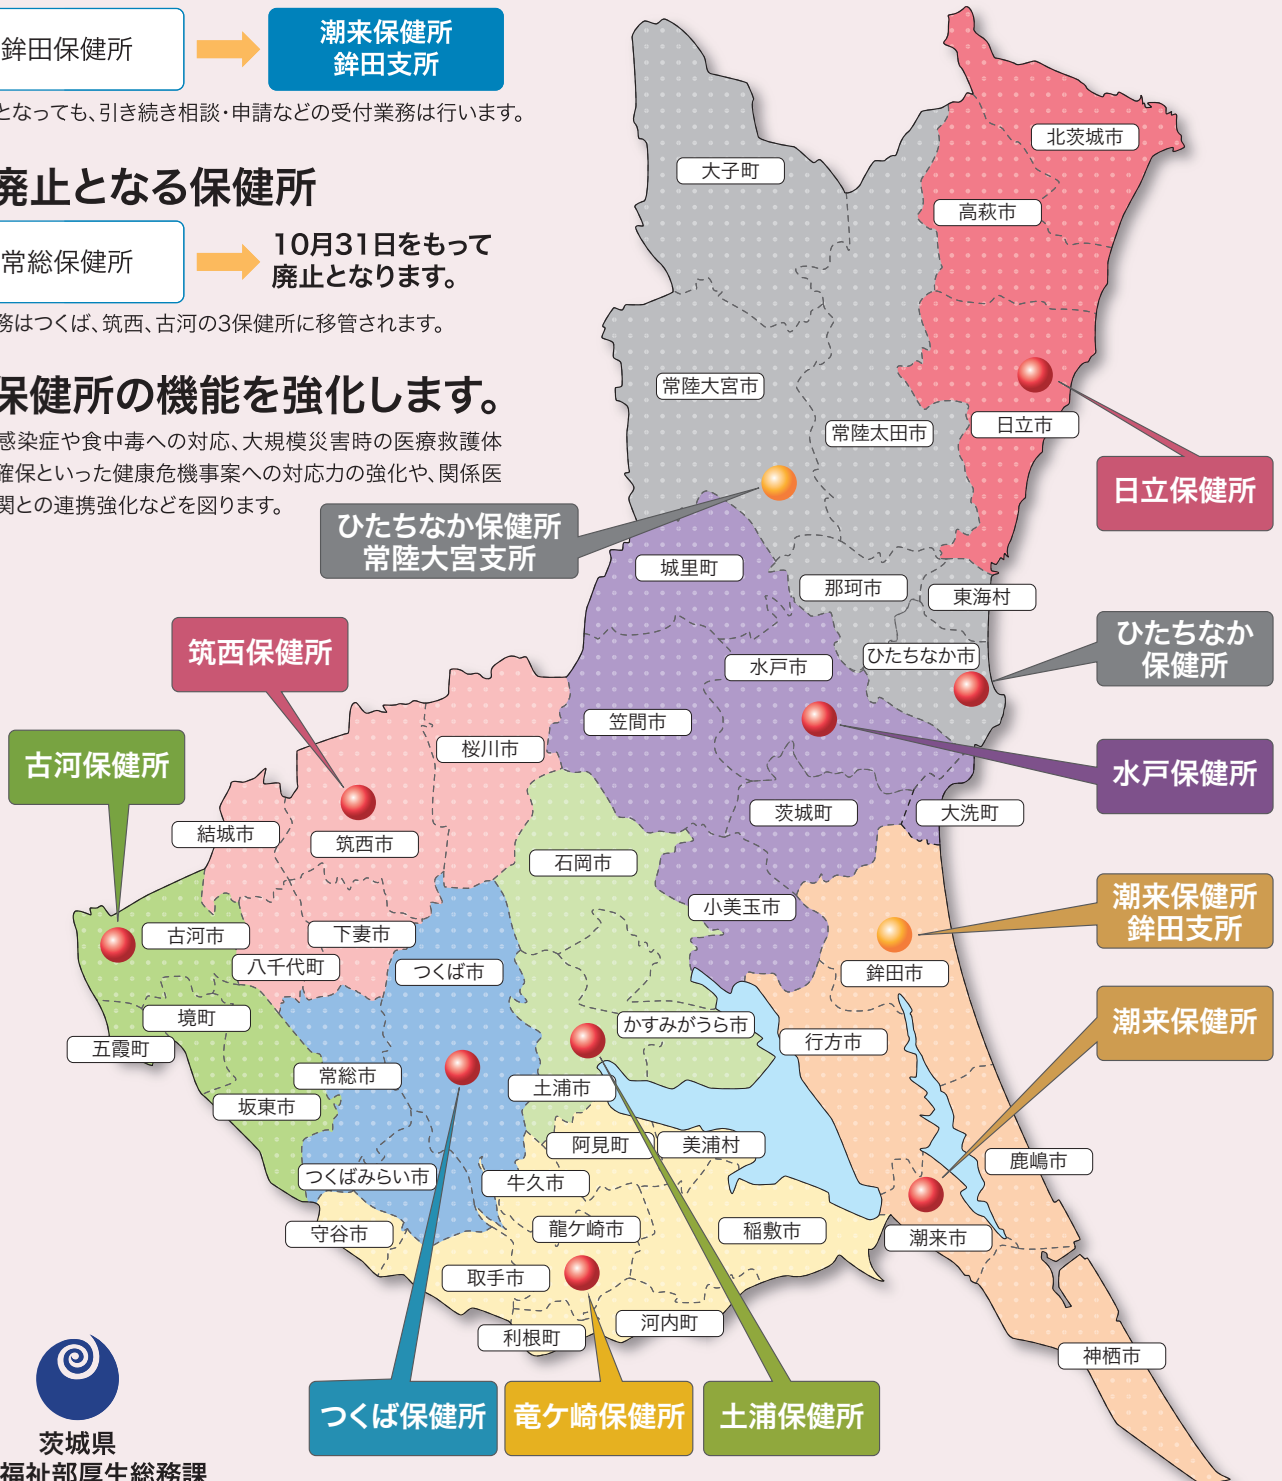 鉾田保健所
潮来保健所
鉾田支所
となっても、引き続き相談・申請などの受付業務は行います。
廃止となる保健所
常総保健所
10月31日をもって
廃止となります。
務はつくば、筑西、古河の3保健所に移管されます。
保健所の機能を強化します。
感染症や食中毒への対応、大規模災害時の医療救護体
確保といった健康危機事案への対応力の強化や、関係医
関との連携強化などを図ります。
北茨城市
大子町
高萩市
常陸大宮市
常陸太田市
日立市
日立保健所
ひたちなか保健所
常陸大宮支所
城里町
那珂市
東海村
ひたちなか
保健所
筑西保健所
水戸市
ひたちなか市
笠間市
桜川市
古河保健所
水戸保健所
結城市
筑西市
茨城町
大洗町
石岡市
小美玉市
潮来保健所
鉾田支所
古河市
下妻市
八千代町
つくば市
鉾田市
境町
かすみがうら市
行方市
潮来保健所
五霞町
常総市
土浦市
坂東市
阿見町
美浦村
鹿嶋市
つくばみらい市
牛久市
守谷市
龍ケ崎市
稲敷市
潮来市
取手市
利根町
河内町
神栖市
つくば保健所
竜ケ崎保健所
土浦保健所
茨城県
福祉部厚生総務課